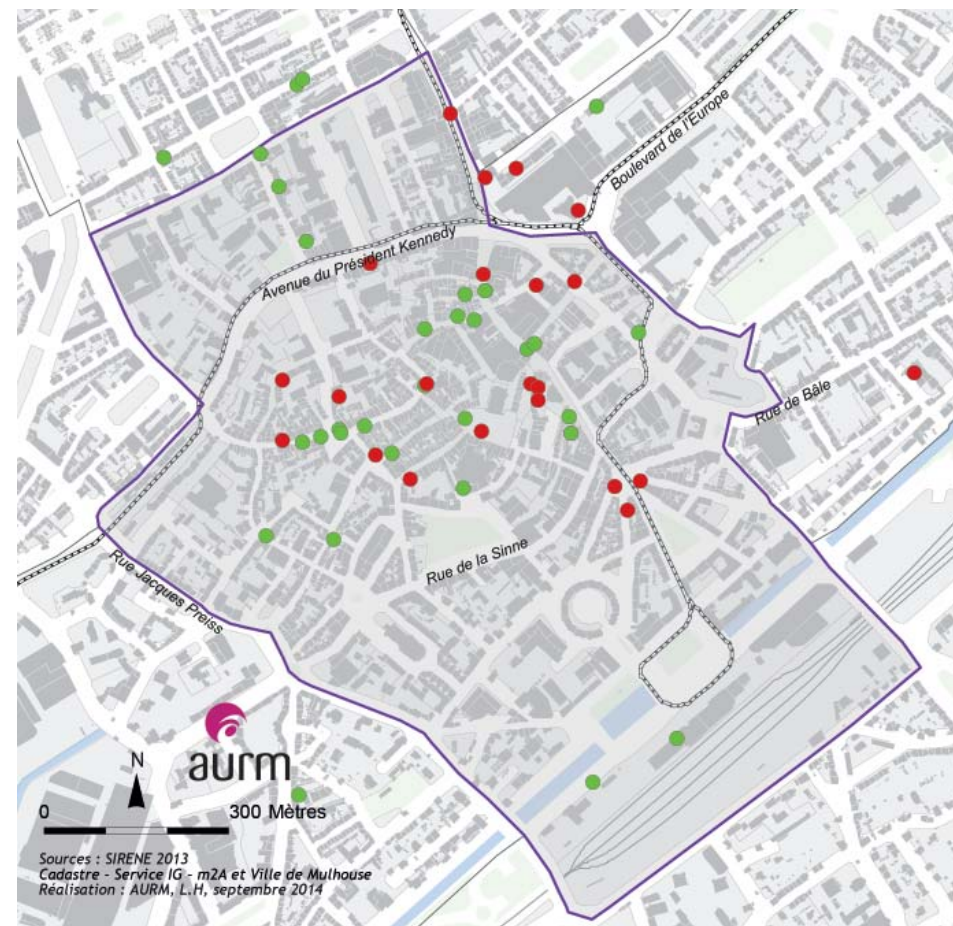 Boulevard de l'Europe
Avenue du Président Kennedy
Rue de Bâle
Rue de la Sinne
Rue Jacques Preiss
aurm
N
0 300 Mètres
Sources : SIRENE 2013
Cadastre - Service IG - m2A et Ville de Mulhouse
Réalisation : AURM, L.H, septembre 2014